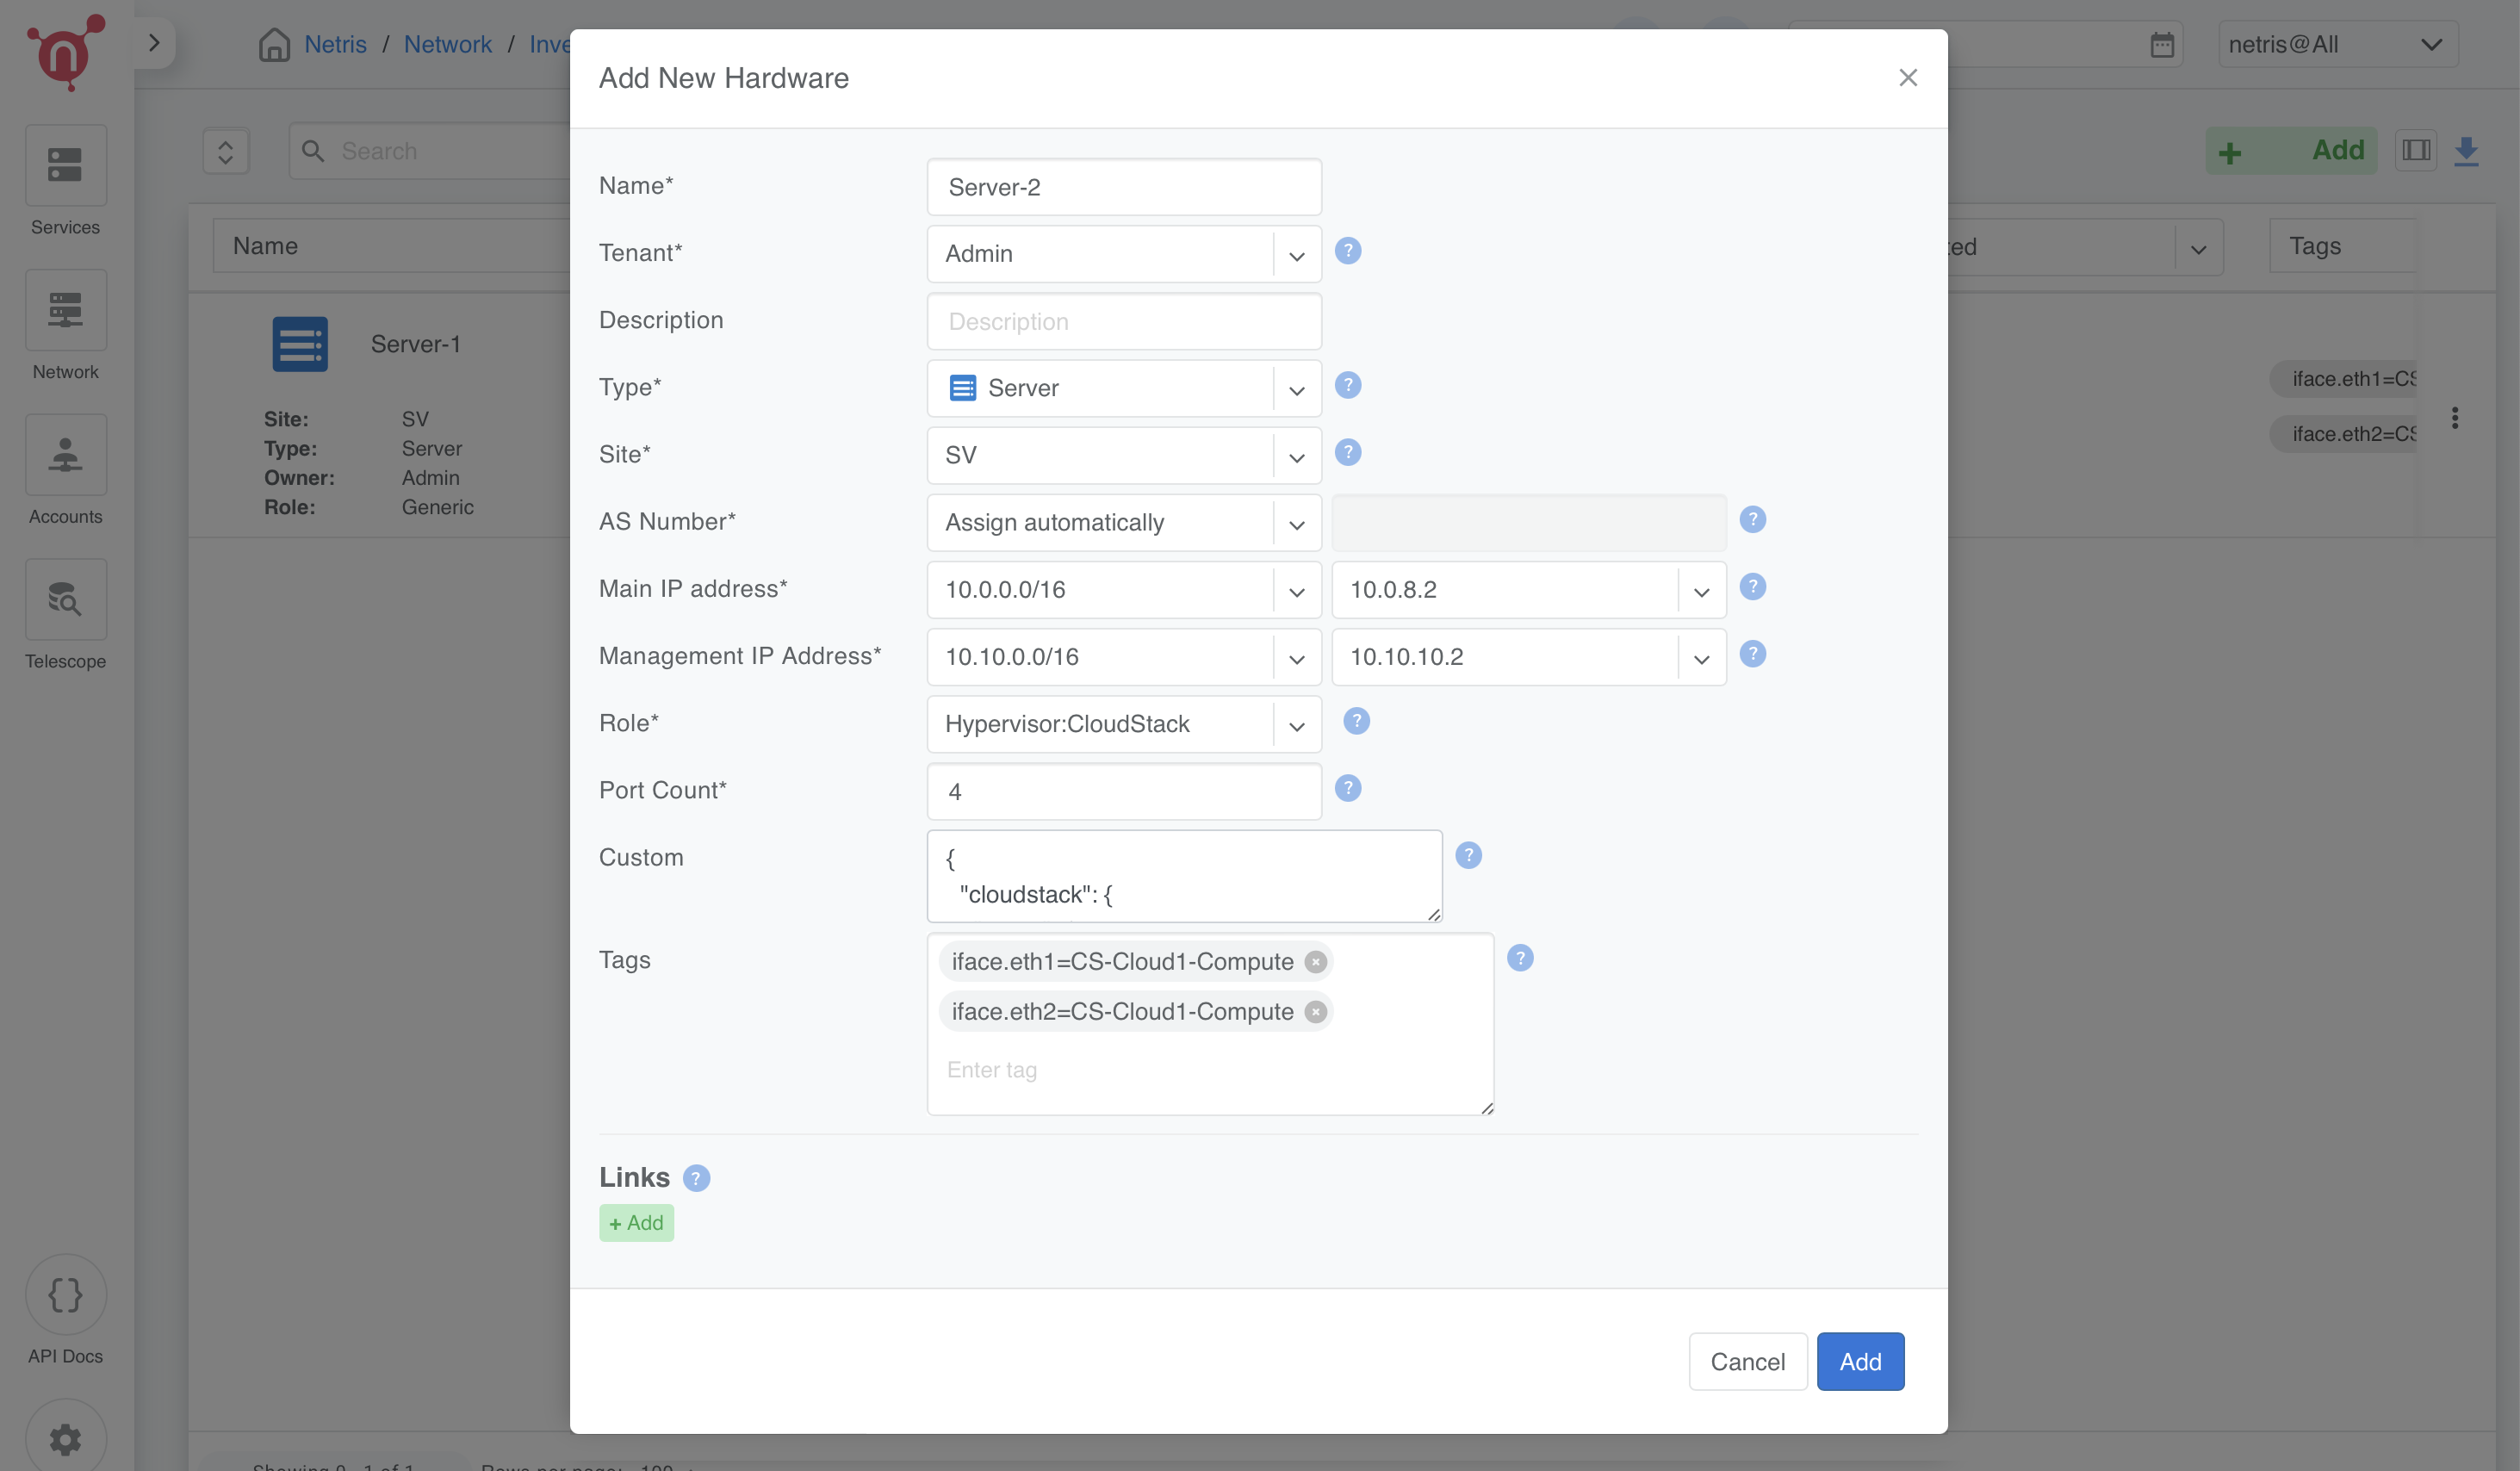 Netris / Network / Inve
netris@All
Search
+ Add
Services
Network
Accounts
Telescope
API Docs
Name
ted
Tags
Server-1
Site: SV
Type: Server
Owner: Admin
Role: Generic
iface.eth1=CS
iface.eth2=CS
Add New Hardware
Name* Server-2
Tenant* Admin ?
Description Description
Type* Server ?
Site* SV ?
AS Number* Assign automatically ?
Main IP address* 10.0.0.0/16 10.0.8.2 ?
Management IP Address* 10.10.0.0/16 10.10.10.2 ?
Role* Hypervisor:CloudStack ?
Port Count* 4 ?
Custom { ?
"cloudstack": {
Tags iface.eth1=CS-Cloud1-Compute ?
iface.eth2=CS-Cloud1-Compute
Enter tag
Links ?
+ Add
Cancel Add
Showing 0 - 1 of 1 Rows per page: 100